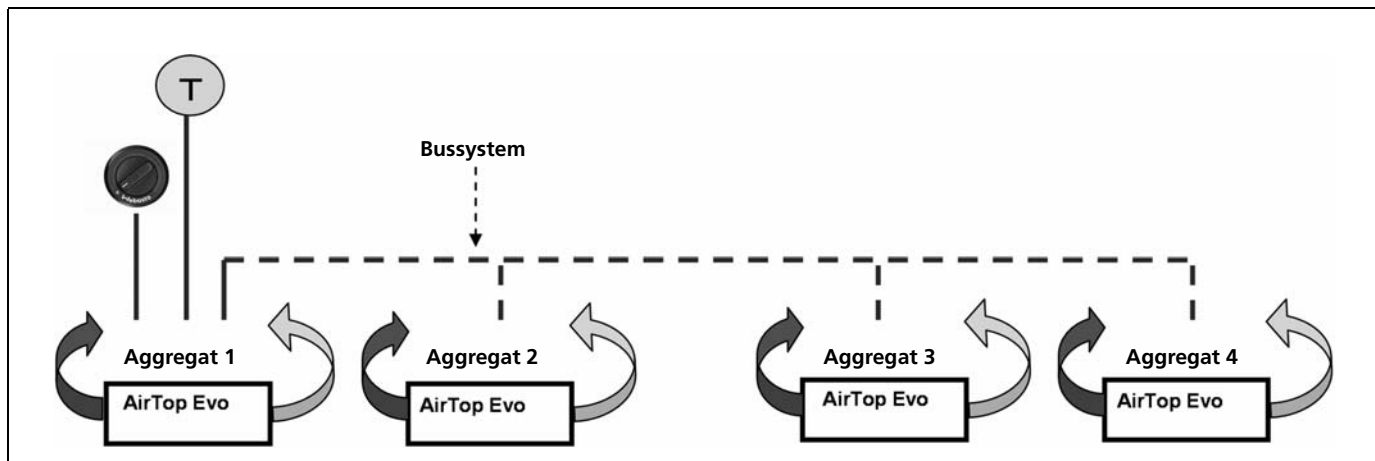 T
Bussystem
Aggregat 1
Aggregat 2
Aggregat 3
Aggregat 4
AirTop Evo
AirTop Evo
AirTop Evo
AirTop Evo